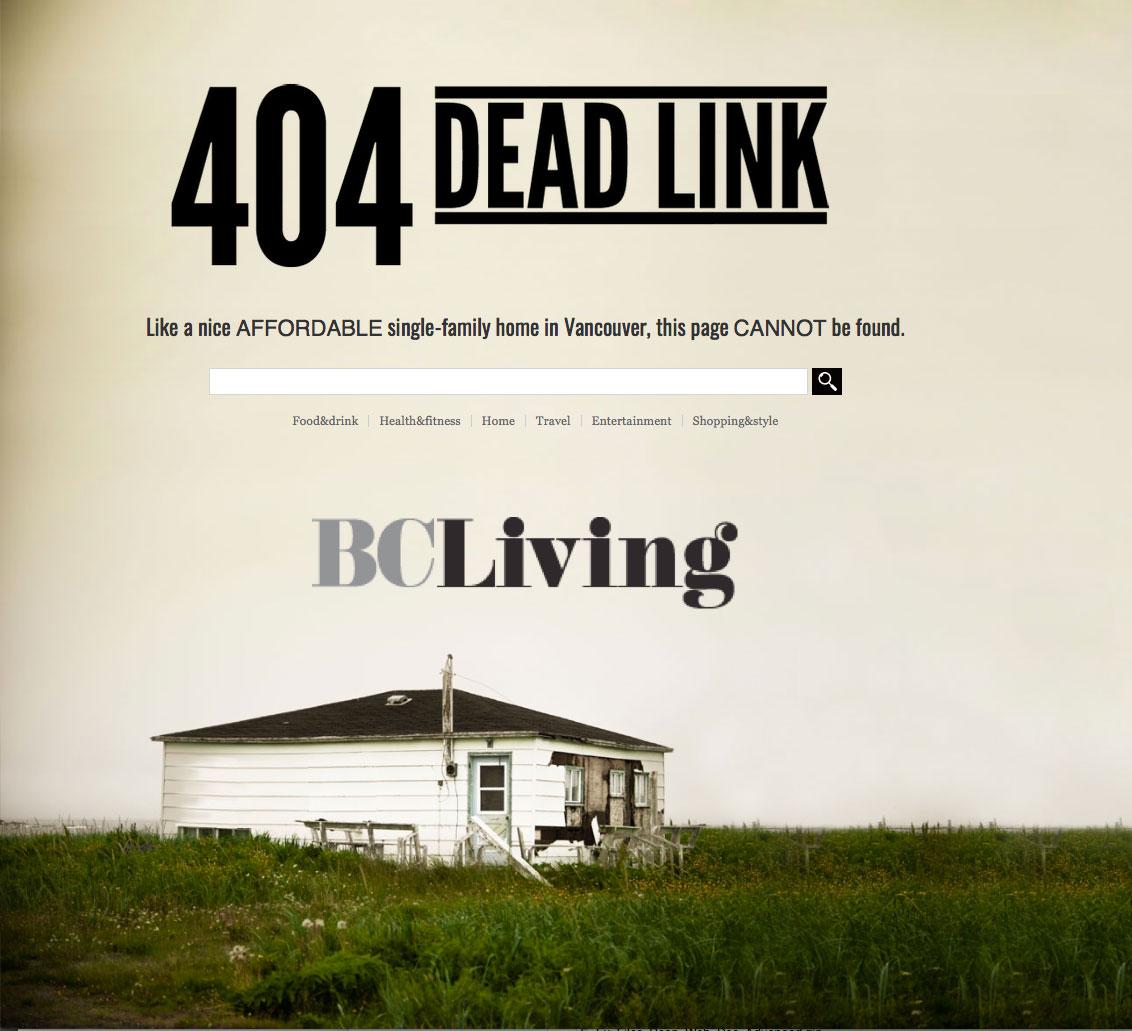 404 DEAD LINK
Like a nice AFFORDABLE single-family home in Vancouver, this page CANNOT be found.
Food&drink | Health&fitness | Home | Travel | Entertainment | Shopping&style
BCLiving